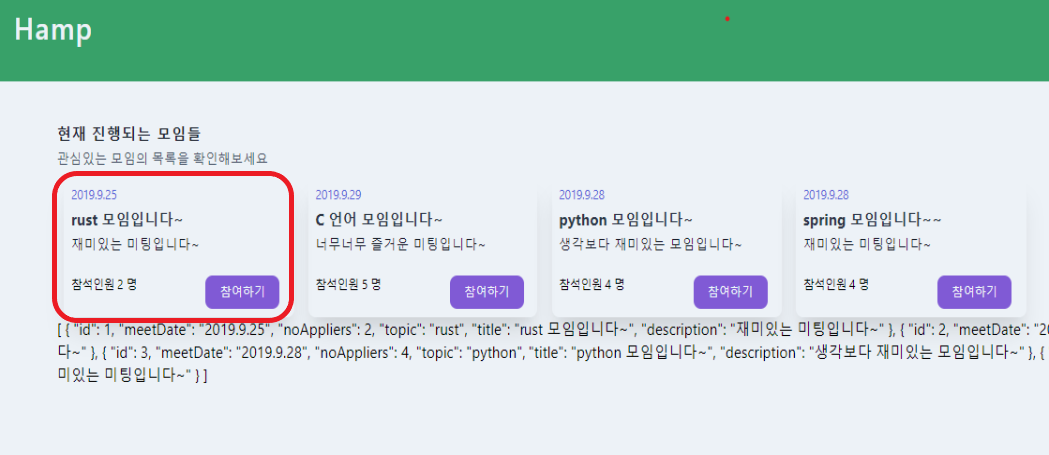 Hamp
현재 진행되는 모임들
관심있는 모임의 목록을 확인해보세요
2019.9.25
rust 모임입니다~
재미있는 미팅입니다~
참석인원 2 명
참여하기
2019.9.29
C 언어 모임입니다~
너무너무 즐거운 미팅입니다~
참석인원 5 명
참여하기
2019.9.28
python 모임입니다~
생각보다 재미있는 모임입니다~
참석인원 4 명
참여하기
2019.9.28
spring 모임입니다~~
재미있는 미팅입니다~
참석인원 4 명
참여하기
[ { "id": 1, "meetDate": "2019.9.25", "noAppliers": 2, "topic": "rust", "title": "rust 모임입니다~", "description": "재미있는 미팅입니다~" }, { "id": 2, "meetDate": "20
다~" }, { "id": 3, "meetDate": "2019.9.28", "noAppliers": 4, "topic": "python", "title": "python 모임입니다~", "description": "생각보다 재미있는 모임입니다~" }, {
미있는 미팅입니다~" } ]